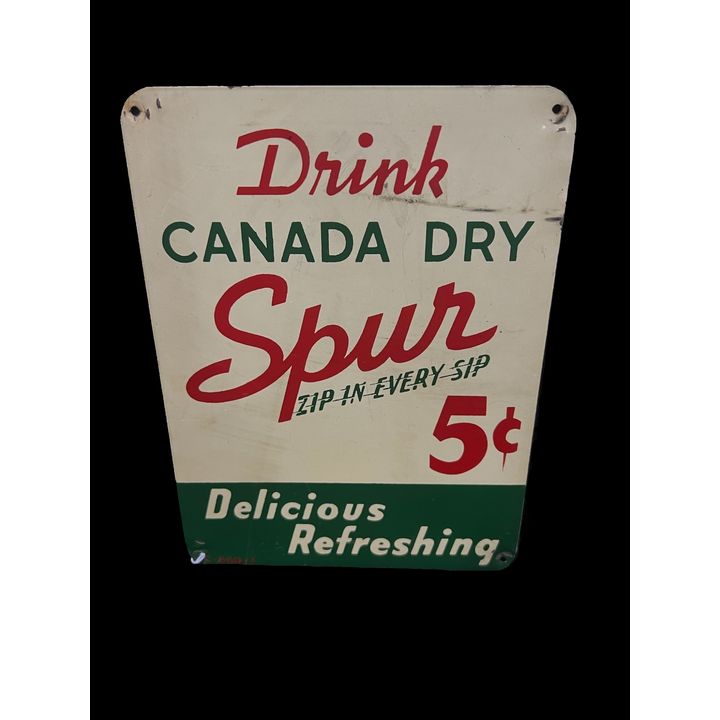 Drink
CANADA DRY
Spur
ZIP IN EVERY SIP
5¢
Delicious
Refreshing